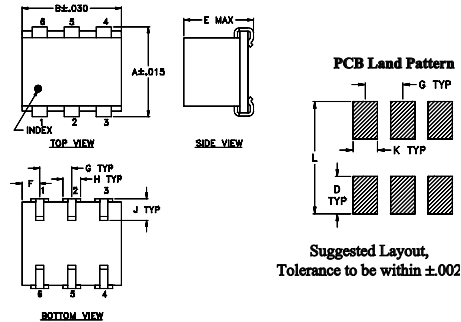 B±.030
E MAX
6 5 4
A±.015
INDEX
1 2 3
TOP VIEW
SIDE VIEW
PCB Land Pattern
G TYP
L
K TYP
D
TYP
Suggested Layout,
Tolerance to be within ±.002
G TYP
H TYP
F
1 2 3
J TYP
6 5 4
BOTTOM VIEW